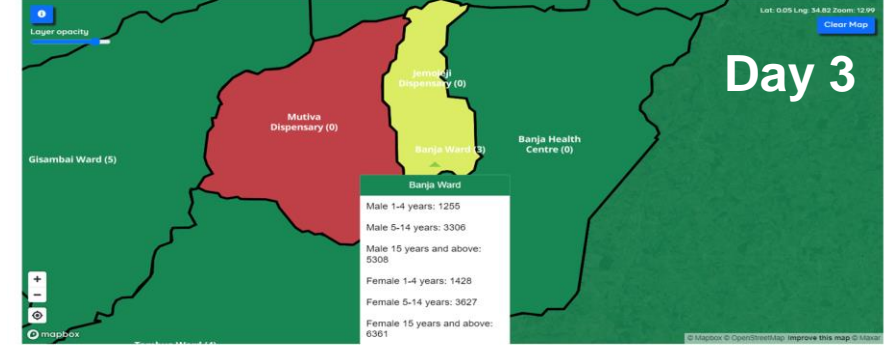 Lat: 0.05 Lng: 34.82 Zoom: 12.99
Layer opacity
Clear Map
Day 3
Jemojeji
Dispensary (0)
Mutiva
Dispensary (0)
Banja Ward (3)
Banja Health
Centre (0)
Gisambai Ward (5)
Banja Ward
Male 1-4 years: 1255
Male 5-14 years: 3306
Male 15 years and above:
5308
Female 1-4 years: 1428
Female 5-14 years: 3627
Female 15 years and above:
6361
+
−
mapbox
© Mapbox © OpenStreetMap Improve this map © Maxar